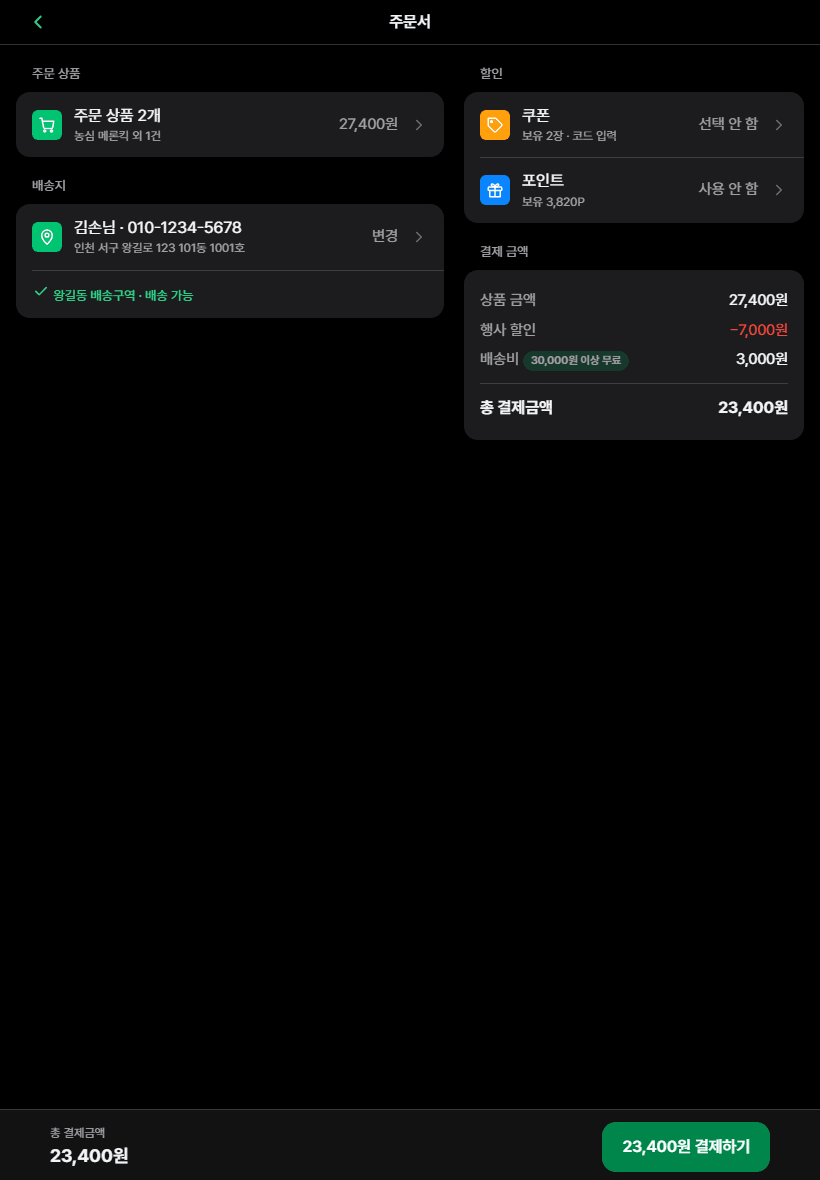 주문서
주문 상품
주문 상품 2개
농심 메론킥 외 1건
27,400원
배송지
김손님 · 010-1234-5678
인천 서구 왕길로 123 101동 1001호
변경
왕길동 배송구역 · 배송 가능
할인
쿠폰
보유 2장 · 코드 입력
선택 안 함
포인트
보유 3,820P
사용 안 함
결제 금액
상품 금액 27,400원
행사 할인 −7,000원
배송비 30,000원 이상 무료 3,000원
총 결제금액 23,400원
총 결제금액
23,400원
23,400원 결제하기